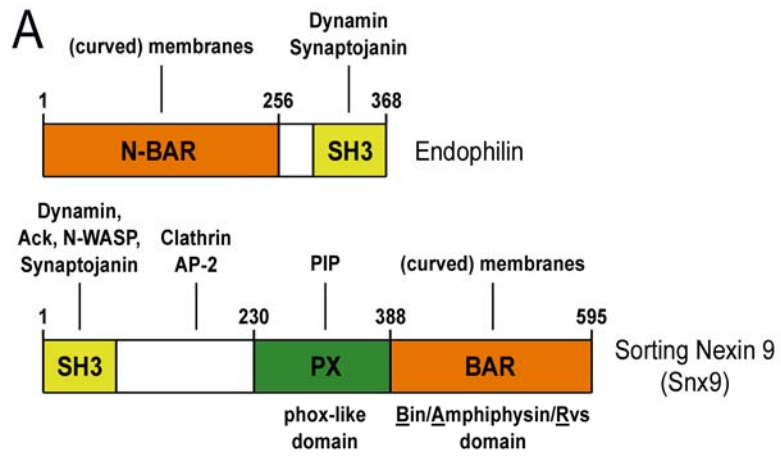 A
Dynamin
Synaptojanin
(curved) membranes
1 256 368
N-BAR SH3 Endophilin
Dynamin,
Ack, N-WASP,
Synaptojanin
Clathrin
AP-2
PIP
(curved) membranes
1 230 388 595
SH3 PX BAR
Sorting Nexin 9
(Snx9)
phox-like
domain
Bin/Amphiphysin/Rvs
domain